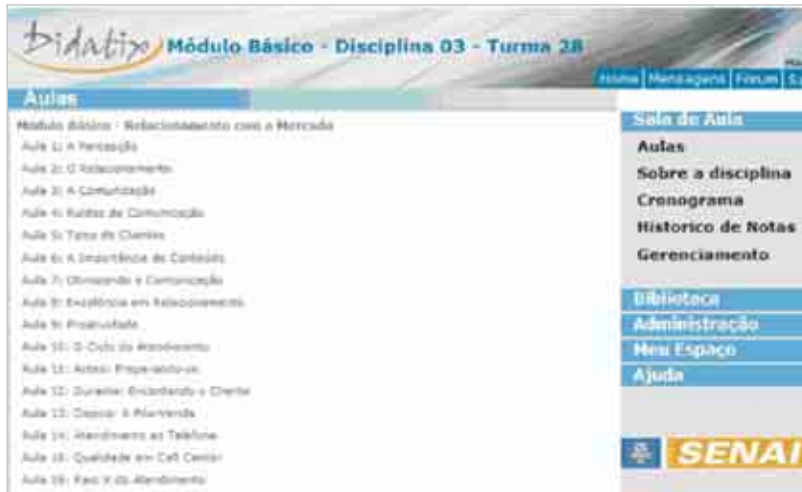 Didatix
Módulo Básico - Disciplina 03 - Turma 28
Home Mensagens Forum
Aulas
Módulo Básico - Relacionamento com o Mercado
Aula 1: A Percepção
Aula 2: O Relacionamento
Aula 3: A Comunicação
Aula 4: Ruídos de Comunicação
Aula 5: Tipos de Clientes
Aula 6: A Importância do Conteúdo
Aula 7: Otimizando a Comunicação
Aula 8: Excelência em Relacionamento
Aula 9: Proatividade
Aula 10: O Ciclo do Atendimento
Aula 11: Antes: Preparando-se
Aula 12: Durante: Encantando o Cliente
Aula 13: Depois: A Pós-Venda
Aula 14: Atendimento ao Telefone
Aula 15: Qualidade em Call Center
Aula 16: Raio X do Atendimento
Sala de Aula
Aulas
Sobre a disciplina
Cronograma
Historico de Notas
Gerenciamento
Biblioteca
Administração
Meu Espaço
Ajuda
SENAI